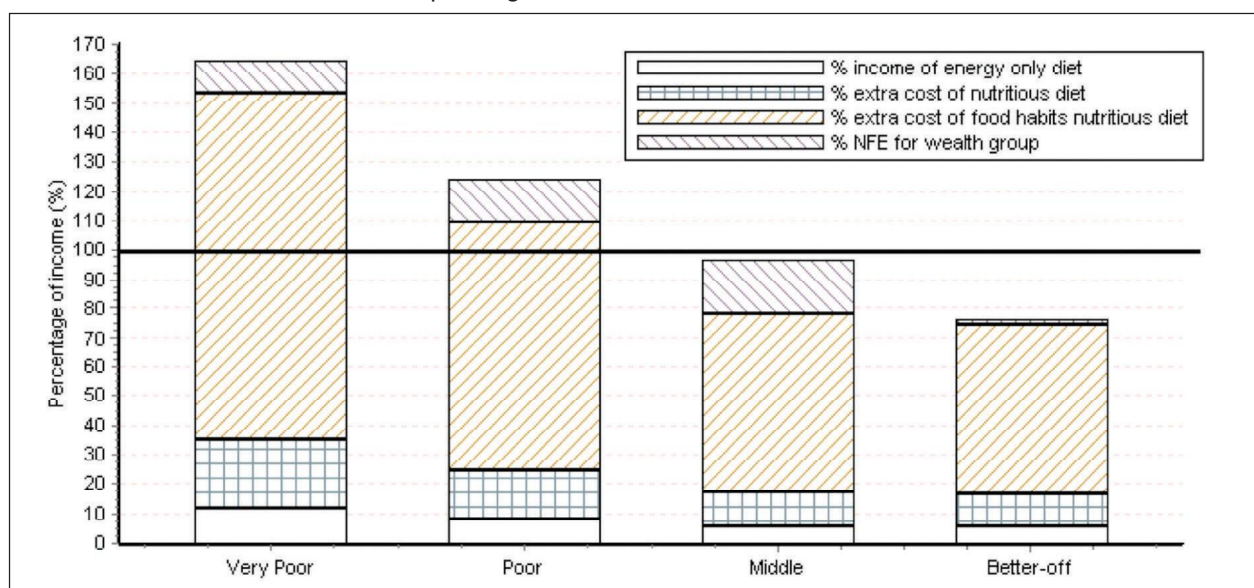 170
160
150
140
130
120
110
100
90
80
70
60
50
40
30
20
10
0
Percentage of income (%)
% income of energy only diet
% extra cost of nutritious diet
% extra cost of food habits nutritious diet
% NFE for wealth group
Very Poor
Poor
Middle
Better-off